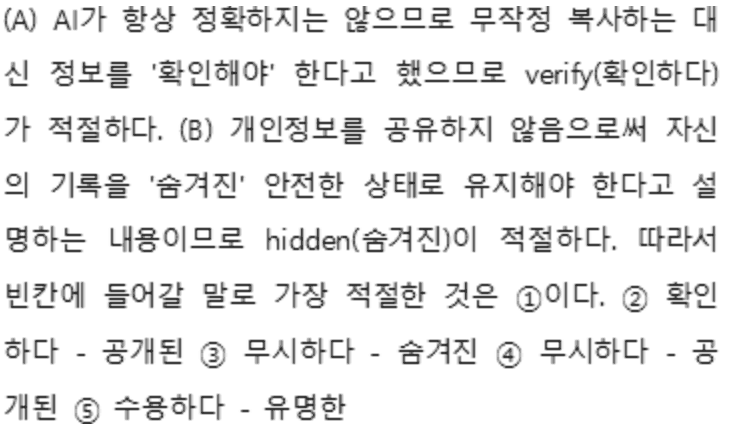 (A) AI가 항상 정확하지는 않으므로 무작정 복사하는 대
신 정보를 '확인해야' 한다고 했으므로 verify(확인하다)
가 적절하다. (B) 개인정보를 공유하지 않음으로써 자신
의 기록을 '숨겨진' 안전한 상태로 유지해야 한다고 설
명하는 내용이므로 hidden(숨겨진)이 적절하다. 따라서
빈칸에 들어갈 말로 가장 적절한 것은 ①이다. ② 확인
하다 - 공개된 ③ 무시하다 - 숨겨진 ④ 무시하다 - 공
개된 ⑤ 수용하다 - 유명한